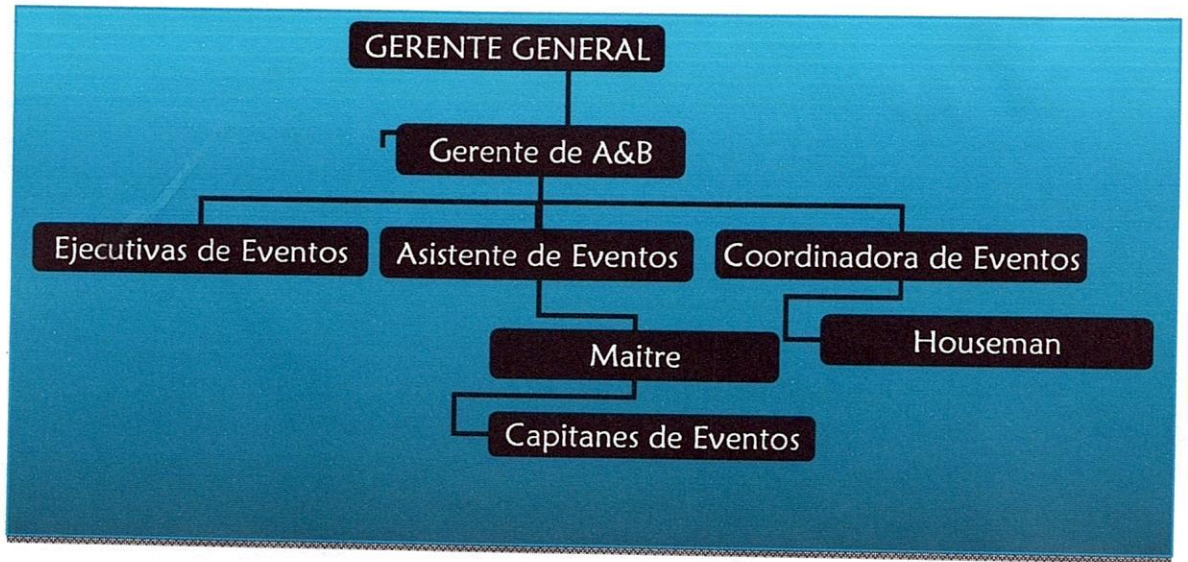 GERENTE GENERAL
Gerente de A&B
Ejecutivas de Eventos
Asistente de Eventos
Coordinadora de Eventos
Maitre
Houseman
Capitanes de Eventos